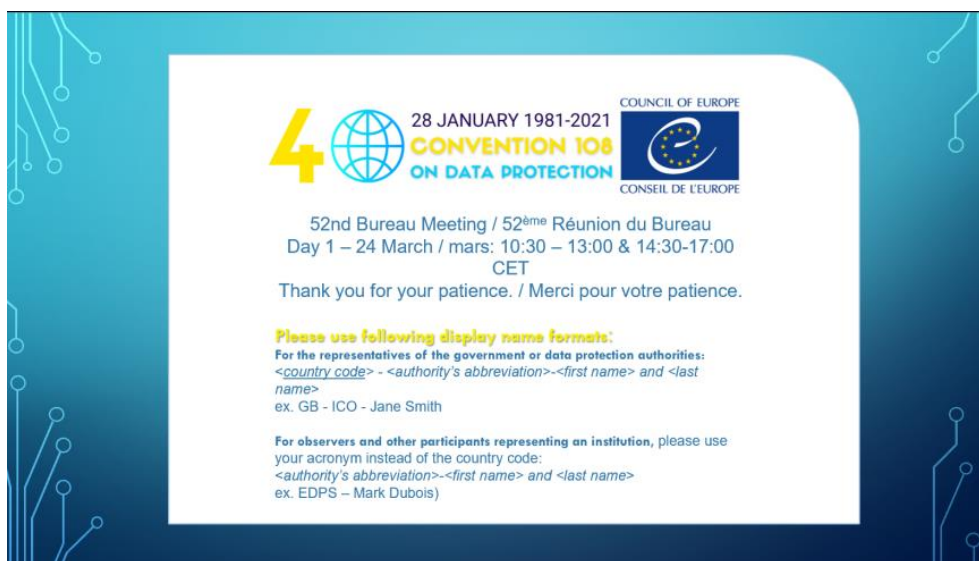 40
28 JANUARY 1981-2021
CONVENTION 108
ON DATA PROTECTION
COUNCIL OF EUROPE
CONSEIL DE L'EUROPE
52nd Bureau Meeting / 52ème Réunion du Bureau
Day 1 – 24 March / mars: 10:30 – 13:00 & 14:30-17:00
CET
Thank you for your patience. / Merci pour votre patience.
Please use following display name formats:
For the representatives of the government or data protection authorities:
<country code> - <authority's abbreviation>-<first name> and <last
name>
ex. GB - ICO - Jane Smith
For observers and other participants representing an institution, please use
your acronym instead of the country code:
<authority's abbreviation>-<first name> and <last name>
ex. EDPS – Mark Dubois)